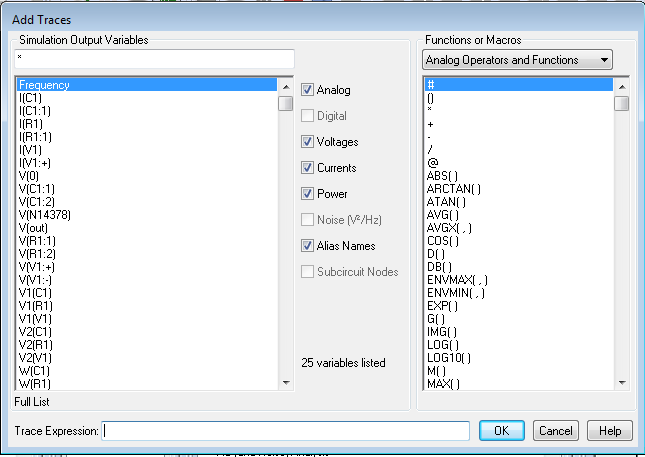 Add Traces
Simulation Output Variables
*
Frequency
I(C1)
I(C1:1)
I(R1)
I(R1:1)
I(V1)
I(V1:+)
V(0)
V(C1:1)
V(C1:2)
V(N14378)
V(out)
V(R1:1)
V(R1:2)
V(V1:+)
V(V1:-)
V1(C1)
V1(R1)
V1(V1)
V2(C1)
V2(R1)
V2(V1)
W(C1)
W(R1)
Full List
Analog
Digital
Voltages
Currents
Power
Noise (V²/Hz)
Alias Names
Subcircuit Nodes
25 variables listed
Functions or Macros
Analog Operators and Functions
#
()
*
+
-
/
@
ABS( )
ARCTAN( )
ATAN( )
AVG( )
AVGX( , )
COS( )
D( )
DB( )
ENVMAX( , )
ENVMIN( , )
EXP( )
G( )
IMG( )
LOG( )
LOG10( )
M( )
MAX( )
Trace Expression:
OK
Cancel
Help